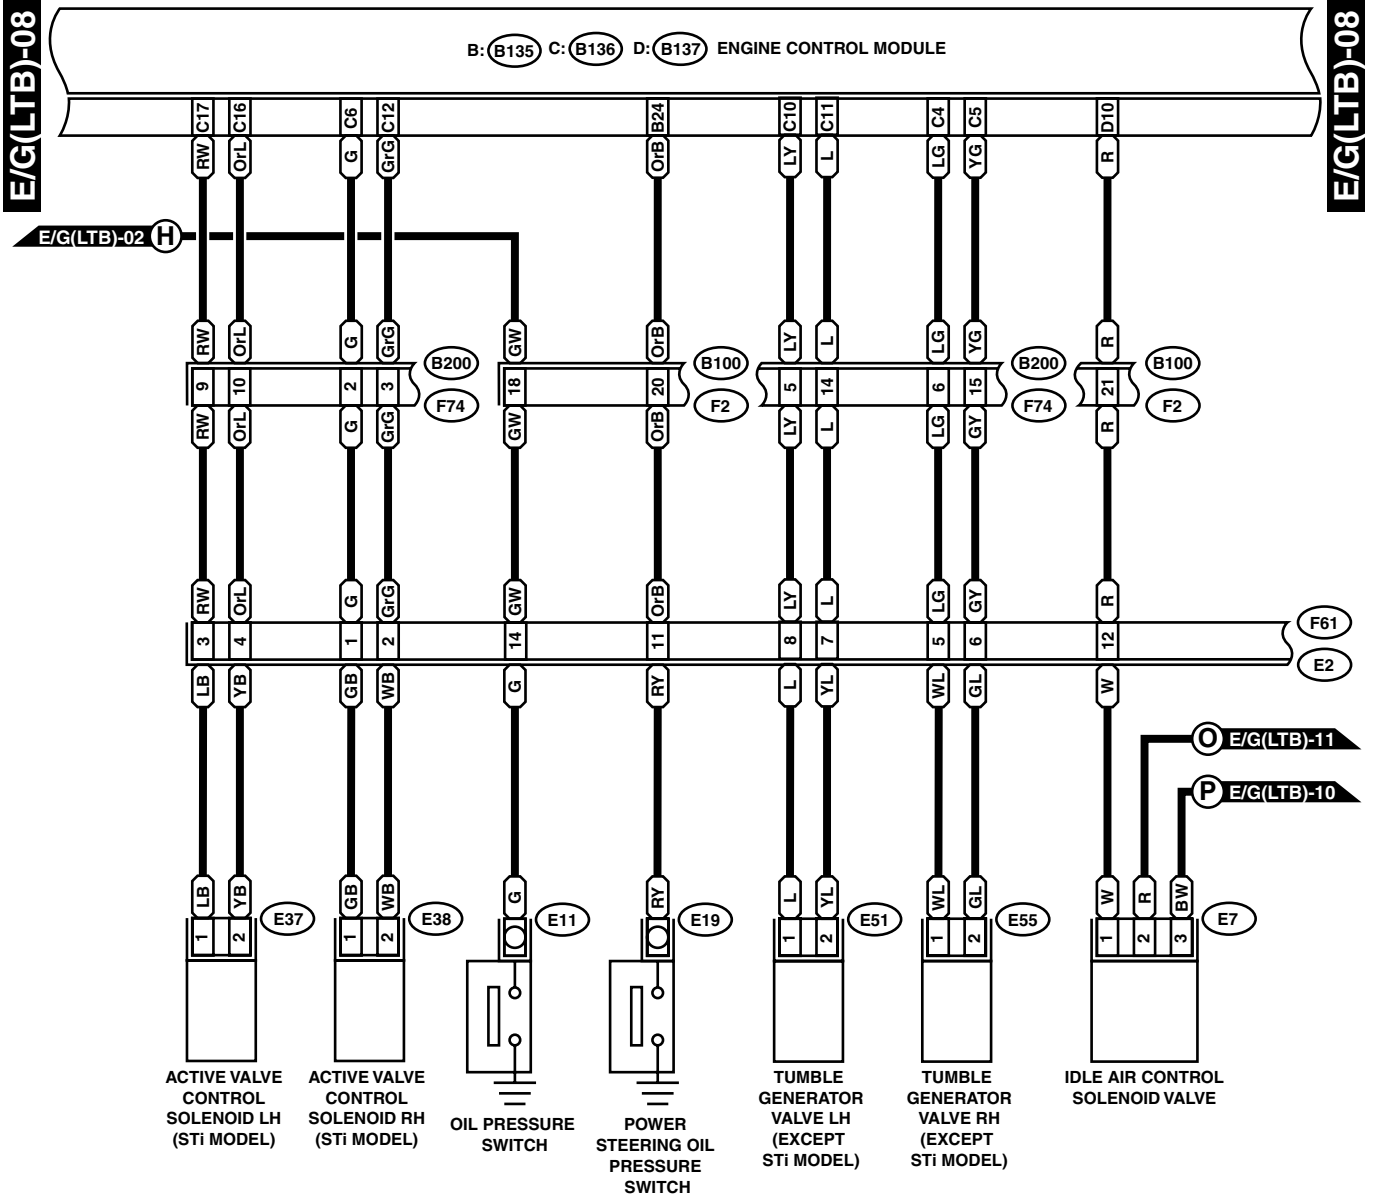 E/G(LTB)-08
E/G(LTB)-08
B: B135 C: B136 D: B137 ENGINE CONTROL MODULE
C17 C16 C6 C12 B24 C10 C11 C4 C5 D10
RW OrL G GrG OrB LY L LG YG R
E/G(LTB)-02 H
RW OrL G GrG GW OrB LY L LG YG R
B200 B100 B200 B100
9 10 2 3 18 20 5 14 6 15 21
F74 F2 F74 F2
RW OrL G GrG GW OrB LY L LG GY R
RW OrL G GrG GW OrB LY L LG GY R
F61
3 4 1 2 14 11 8 7 5 6 12
E2
LB YB GB WB G RY L YL WL GL W
O E/G(LTB)-11
P E/G(LTB)-10
LB YB GB WB G RY L YL WL GL W R BW
E37 E38 E11 E19 E51 E55 E7
1 2 1 2 1 2 1 2 1 2 3
ACTIVE VALVE
CONTROL
SOLENOID LH
(STi MODEL)
ACTIVE VALVE
CONTROL
SOLENOID RH
(STi MODEL)
OIL PRESSURE
SWITCH
POWER
STEERING OIL
PRESSURE
SWITCH
TUMBLE
GENERATOR
VALVE LH
(EXCEPT
STi MODEL)
TUMBLE
GENERATOR
VALVE RH
(EXCEPT
STi MODEL)
IDLE AIR CONTROL
SOLENOID VALVE